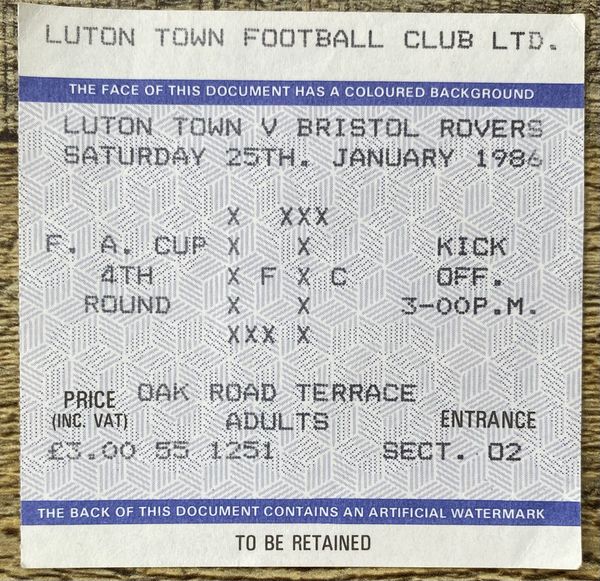 LUTON TOWN FOOTBALL CLUB LTD.
THE FACE OF THIS DOCUMENT HAS A COLOURED BACKGROUND
LUTON TOWN V BRISTOL ROVERS
SATURDAY 25TH. JANUARY 1986
X XXX
F. A. CUP X X KICK
4TH X F X C OFF.
ROUND X X 3-00P.M.
XXX X
PRICE OAK ROAD TERRACE
(INC. VAT) ADULTS ENTRANCE
£3.00 55 1251 SECT. 02
THE BACK OF THIS DOCUMENT CONTAINS AN ARTIFICIAL WATERMARK
TO BE RETAINED